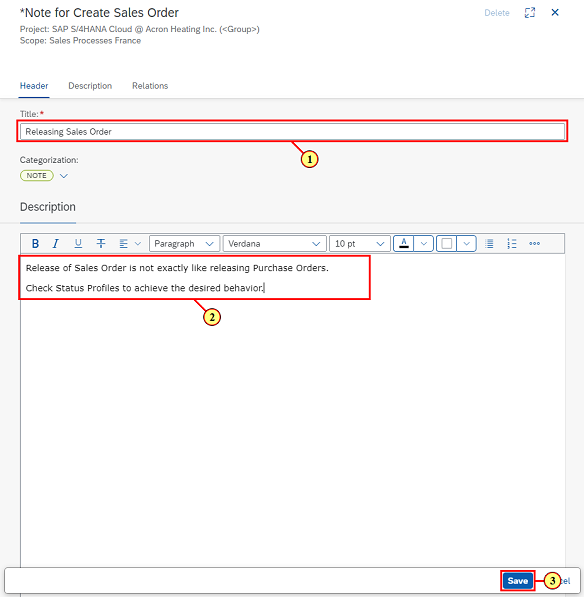 *Note for Create Sales Order
Delete
Project: SAP S/4HANA Cloud @ Acron Heating Inc. (<Group>)
Scope: Sales Processes France
Header Description Relations
Title:*
Releasing Sales Order
1
Categorization:
NOTE
Description
B I U T Paragraph Verdana 10 pt A
Release of Sales Order is not exactly like releasing Purchase Orders.
Check Status Profiles to achieve the desired behavior.
2
Save 3